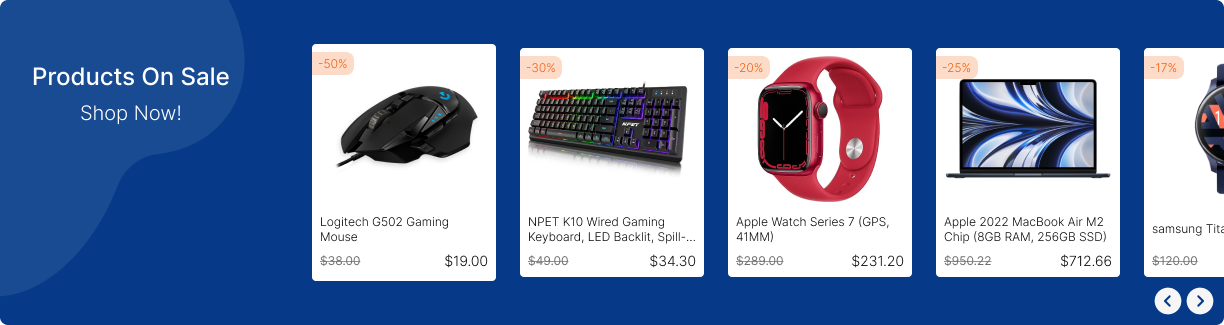 Products On Sale
Shop Now!
-50%
Logitech G502 Gaming
Mouse
$38.00 $19.00
-30%
NPET
NPET K10 Wired Gaming
Keyboard, LED Backlit, Spill-...
$49.00 $34.30
-20%
Apple Watch Series 7 (GPS,
41MM)
$289.00 $231.20
-25%
Apple 2022 MacBook Air M2
Chip (8GB RAM, 256GB SSD)
$950.22 $712.66
-17%
samsung Tita
$120.00